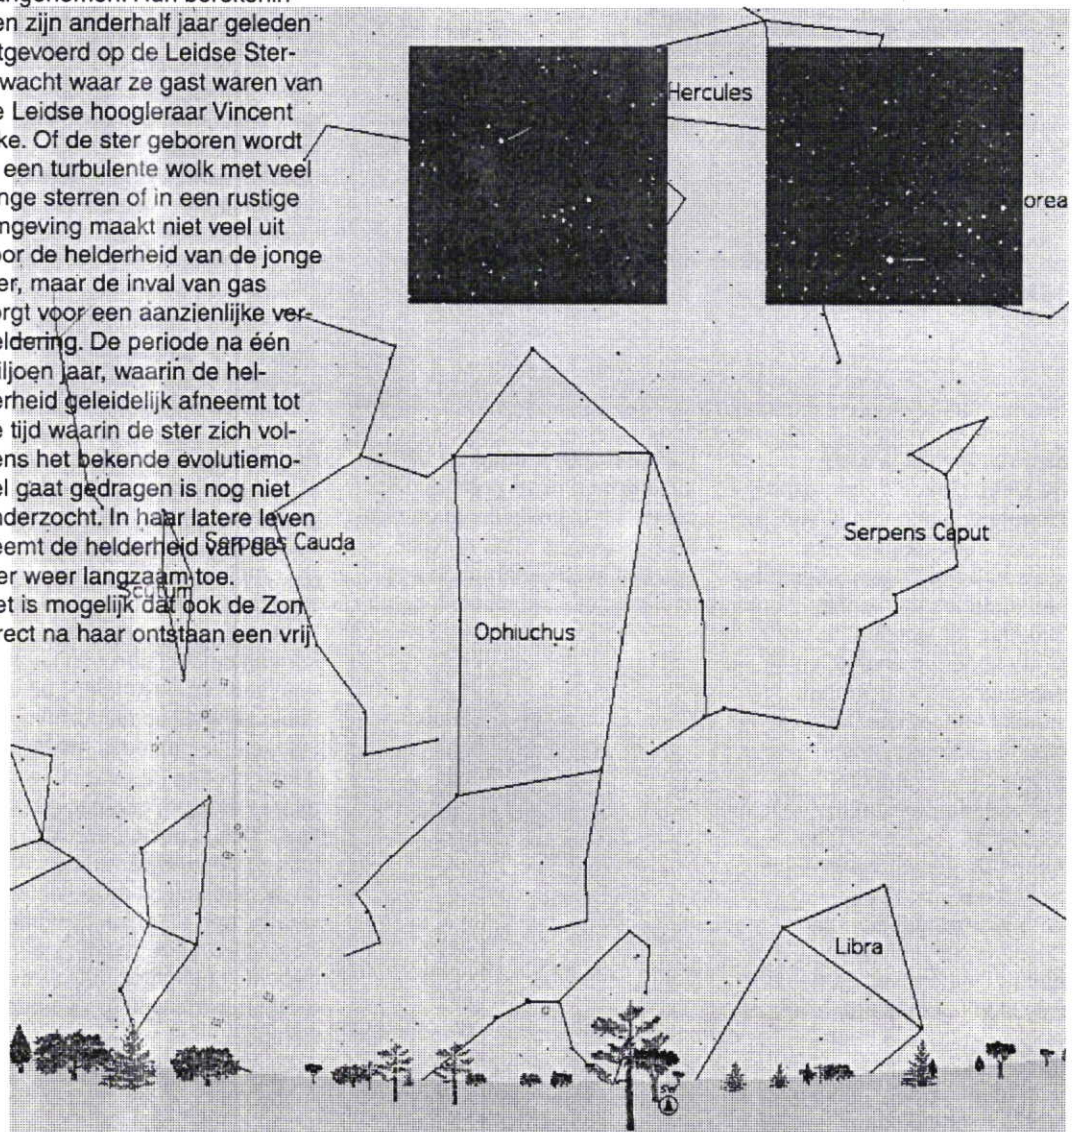 en zijn anderhalf jaar geleden
tgevoerd op de Leidse Ster-
wacht waar ze gast waren van
e Leidse hoogleraar Vincent
ke. Of de ster geboren wordt
een turbulente wolk met veel
nge sterren of in een rustige
mgeving maakt niet veel uit
or de helderheid van de jonge
er, maar de inval van gas
rgt voor een aanzienlijke ver-
eldering. De periode na één
iljoen jaar, waarin de hel-
erheid geleidelijk afneemt tot
e tijd waarin de ster zich vol-
ens het bekende evolutiemo-
el gaat gedragen is nog niet
nderzocht. In haar latere leven
eemt de helderheid van de
er weer langzaam toe.
et is mogelijk dat ook de Zon
rect na haar ontstaan een vrij
Hercules
orea
Serpens Cauda
Serpens Caput
Scutum
Ophiuchus
Libra